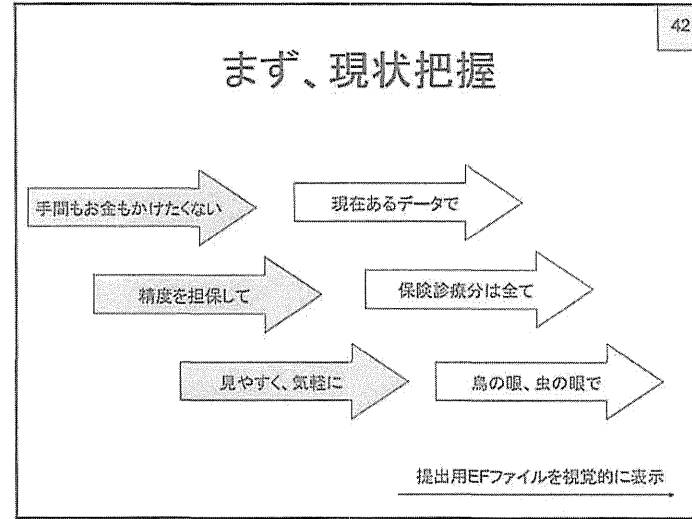 42
まず、現状把握
手間もお金もかけたくない
現在あるデータで
精度を担保して
保険診療分は全て
見やすく、気軽に
鳥の眼、虫の眼で
提出用EFファイルを視覚的に表示